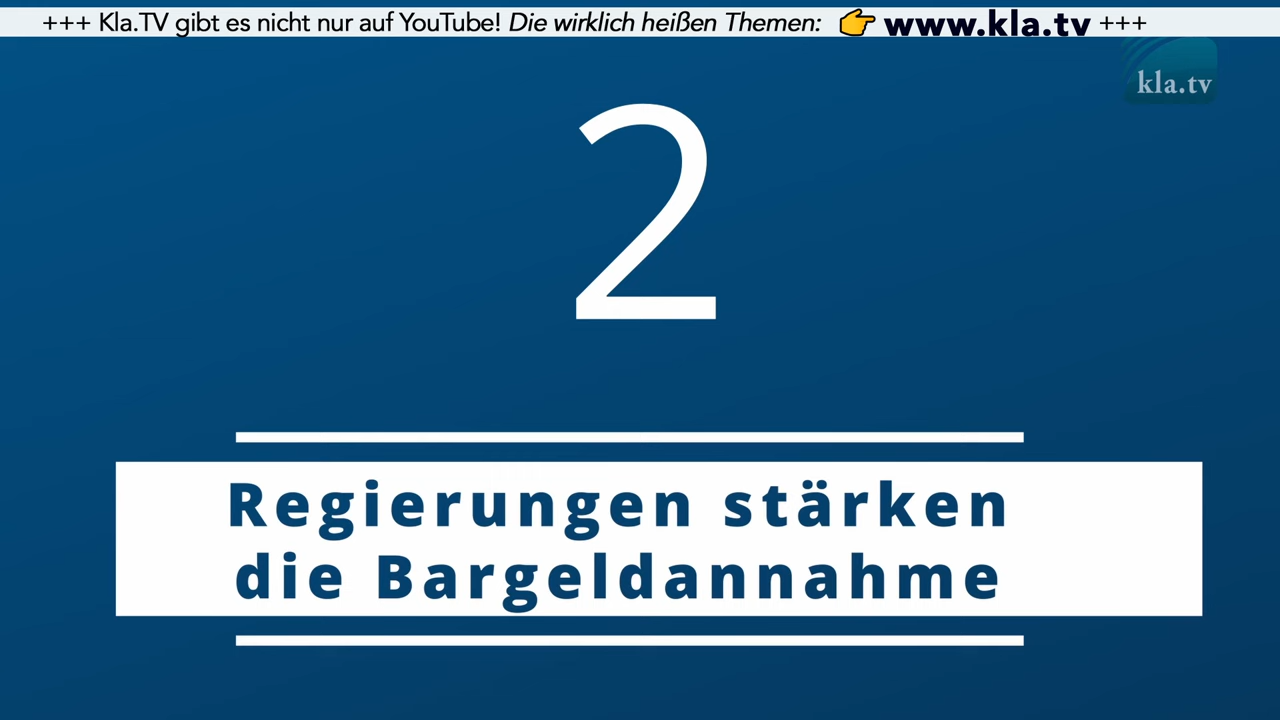 +++ Kla.TV gibt es nicht nur auf YouTube! Die wirklich heißen Themen: 👉 www.kla.tv +++
kla.tv
2
Regierungen stärken
die Bargeldannahme